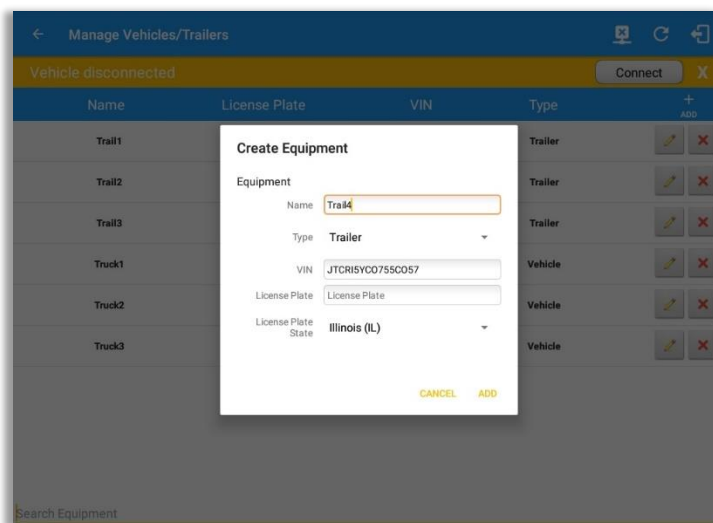 Manage Vehicles/Trailers
Vehicle disconnected Connect X
Name License Plate VIN Type + ADD
Trail1 Trailer
Trail2 Trailer
Trail3 Trailer
Truck1 Vehicle
Truck2 Vehicle
Truck3 Vehicle
Create Equipment
Equipment
Name Trail4
Type Trailer
VIN JTCRI5YCO755CO57
License Plate License Plate
License Plate State Illinois (IL)
CANCEL ADD
Search Equipment